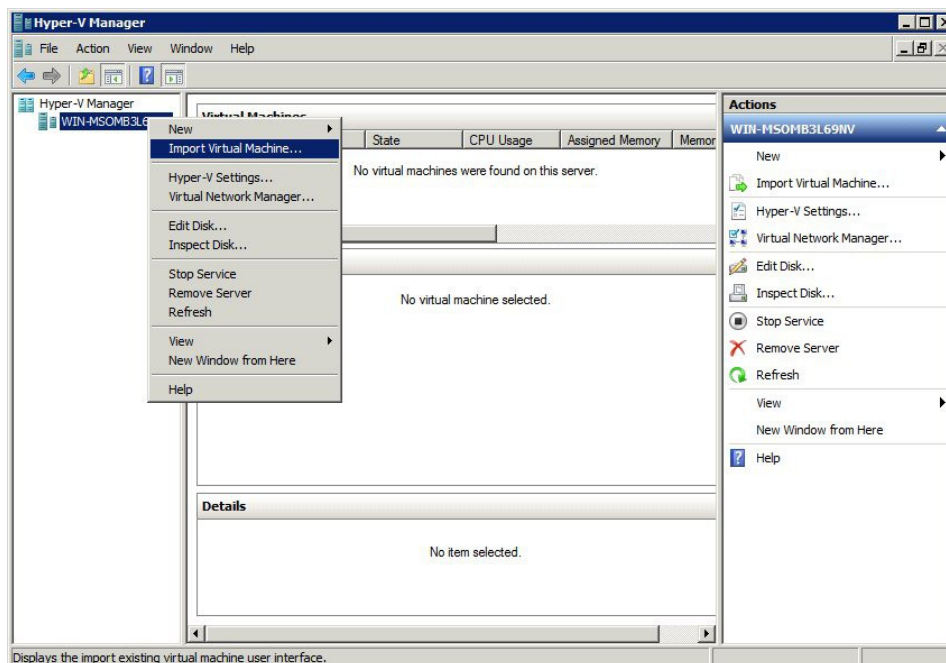 Hyper-V Manager
File Action View Window Help
Hyper-V Manager
WIN-MSOMB3L6
New
Import Virtual Machine...
Hyper-V Settings...
Virtual Network Manager...
Edit Disk...
Inspect Disk...
Stop Service
Remove Server
Refresh
View
New Window from Here
Help
Virtual Machines
State CPU Usage Assigned Memory Memor
No virtual machines were found on this server.
No virtual machine selected.
Details
No item selected.
Actions
WIN-MSOMB3L69NV
New
Import Virtual Machine...
Hyper-V Settings...
Virtual Network Manager...
Edit Disk...
Inspect Disk...
Stop Service
Remove Server
Refresh
View
New Window from Here
Help
Displays the import existing virtual machine user interface.